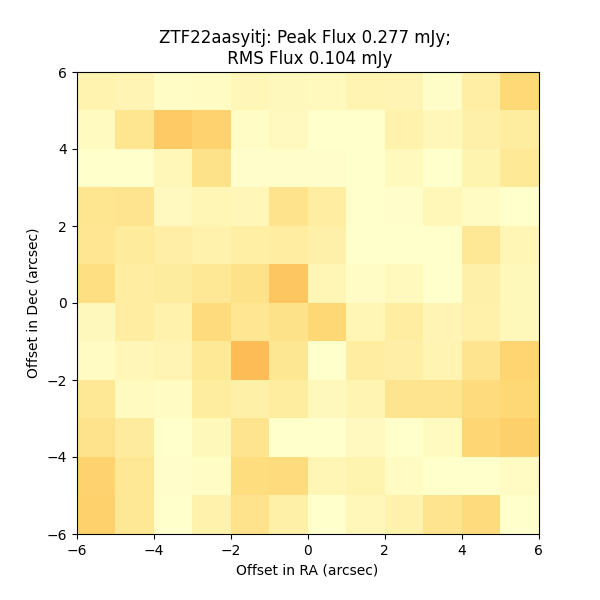 ZTF22aasyitj: Peak Flux 0.277 mJy;
RMS Flux 0.104 mJy
6
4
2
0
−2
−4
−6
Offset in Dec (arcsec)
−6 −4 −2 0 2 4 6
Offset in RA (arcsec)